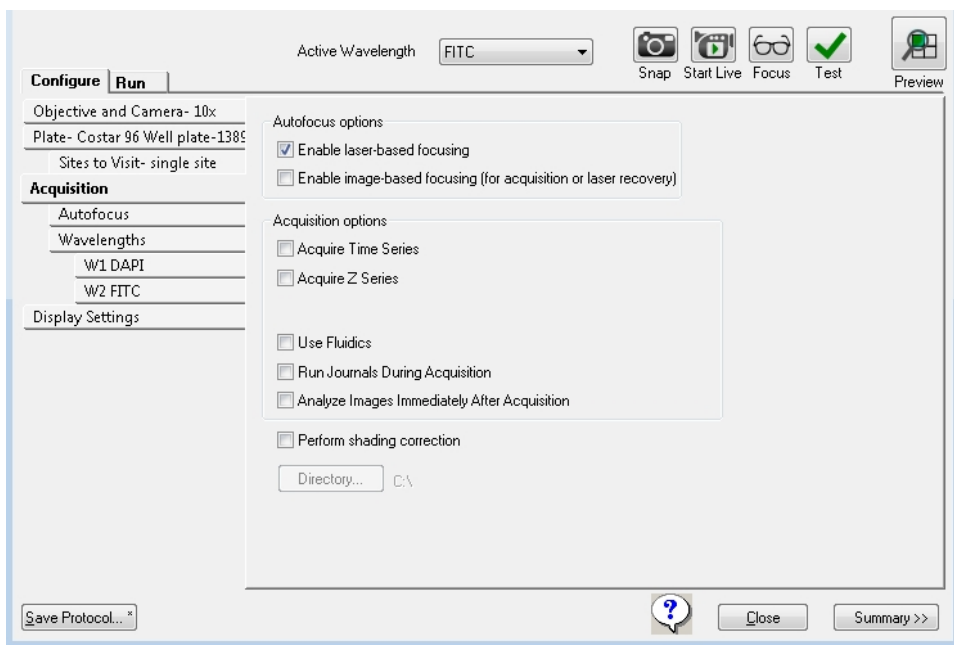 Active Wavelength FITC
Snap Start Live Focus Test Preview
Configure Run
Objective and Camera- 10x
Plate- Costar 96 Well plate-1389
Sites to Visit- single site
Acquisition
Autofocus
Wavelengths
W1 DAPI
W2 FITC
Display Settings
Autofocus options
Enable laser-based focusing
Enable image-based focusing (for acquisition or laser recovery)
Acquisition options
Acquire Time Series
Acquire Z Series
Use Fluidics
Run Journals During Acquisition
Analyze Images Immediately After Acquisition
Perform shading correction
Directory... C:\
Save Protocol... * ? Close Summary >>